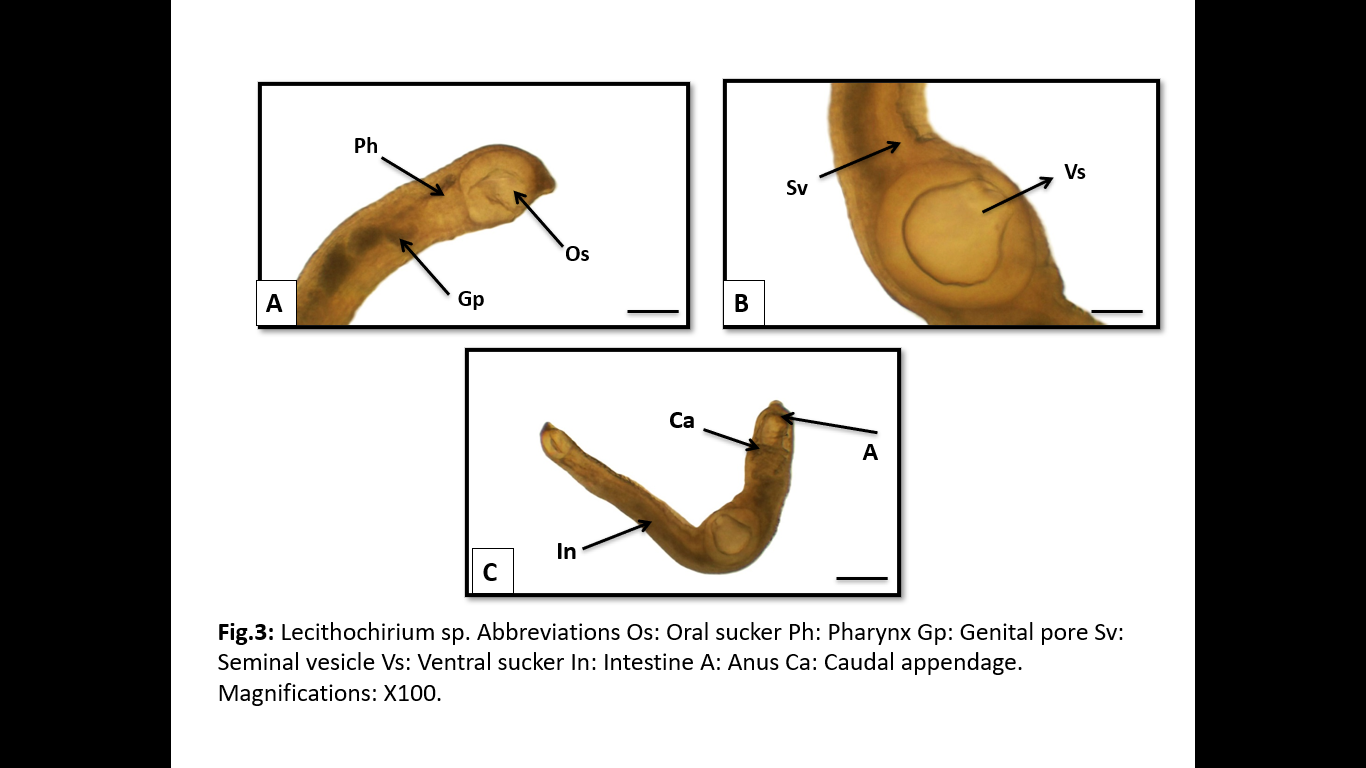 Ph
Os
Gp
A
Sv
Vs
B
Ca
A
In
C
Fig.3: Lecithochirium sp. Abbreviations Os: Oral sucker Ph: Pharynx Gp: Genital pore Sv:
Seminal vesicle Vs: Ventral sucker In: Intestine A: Anus Ca: Caudal appendage.
Magnifications: X100.